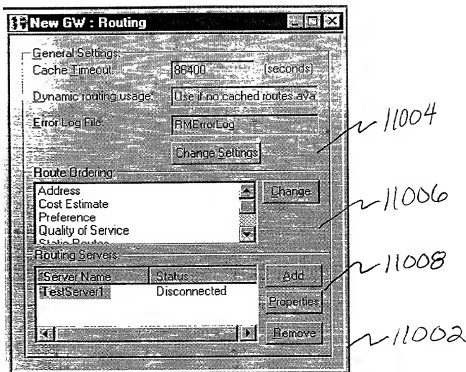 New GW : Routing
General Settings:
Cache Timeout: 86400 (seconds)
Dynamic routing usage: Use if no cached routes ava
Error Log File: RMErrorLog
11004
Change Settings
Route Ordering:
Address
Change
Cost Estimate
Preference
11006
Quality of Service
Static Routes
Routing Servers
11008
Server Name Status Add
TestServer1 Disconnected
Properties
Remove
11002